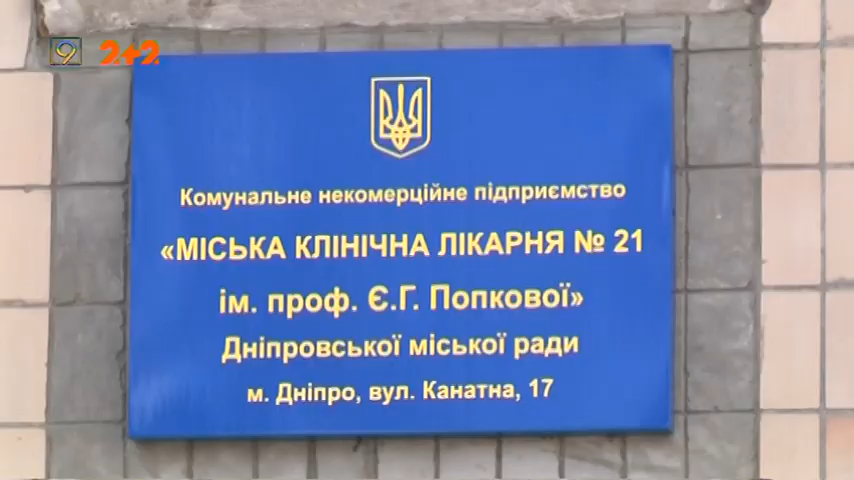 9 2+2
Комунальне некомерційне підприємство
«МІСЬКА КЛІНІЧНА ЛІКАРНЯ № 21
ім. проф. Є.Г. Попкової»
Дніпровської міської ради
м. Дніпро, вул. Канатна, 17